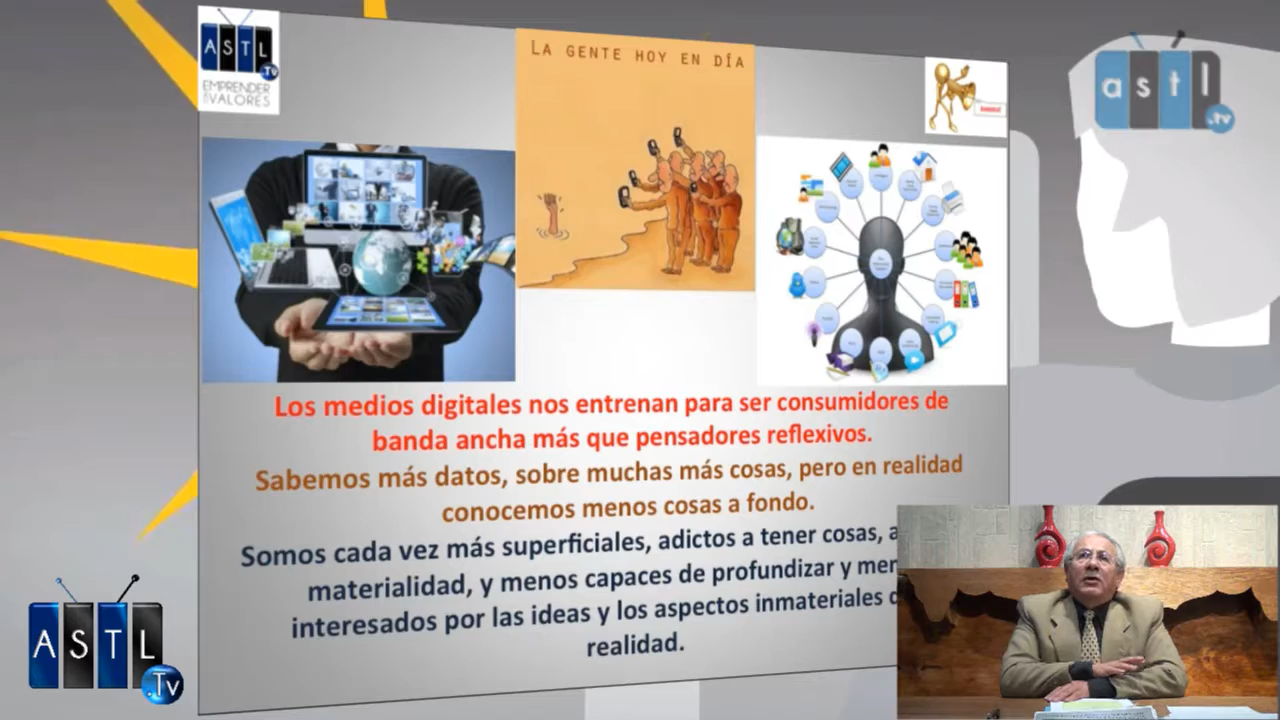 ASTL
.Tv
EMPRENDER
CON VALORES
LA GENTE HOY EN DÍA
astl
.tv
Los medios digitales nos entrenan para ser consumidores de
banda ancha más que pensadores reflexivos.
Sabemos más datos, sobre muchas más cosas, pero en realidad
conocemos menos cosas a fondo.
Somos cada vez más superficiales, adictos a tener cosas, a
materialidad, y menos capaces de profundizar y men
interesados por las ideas y los aspectos inmateriales d
realidad.
ASTL
.Tv